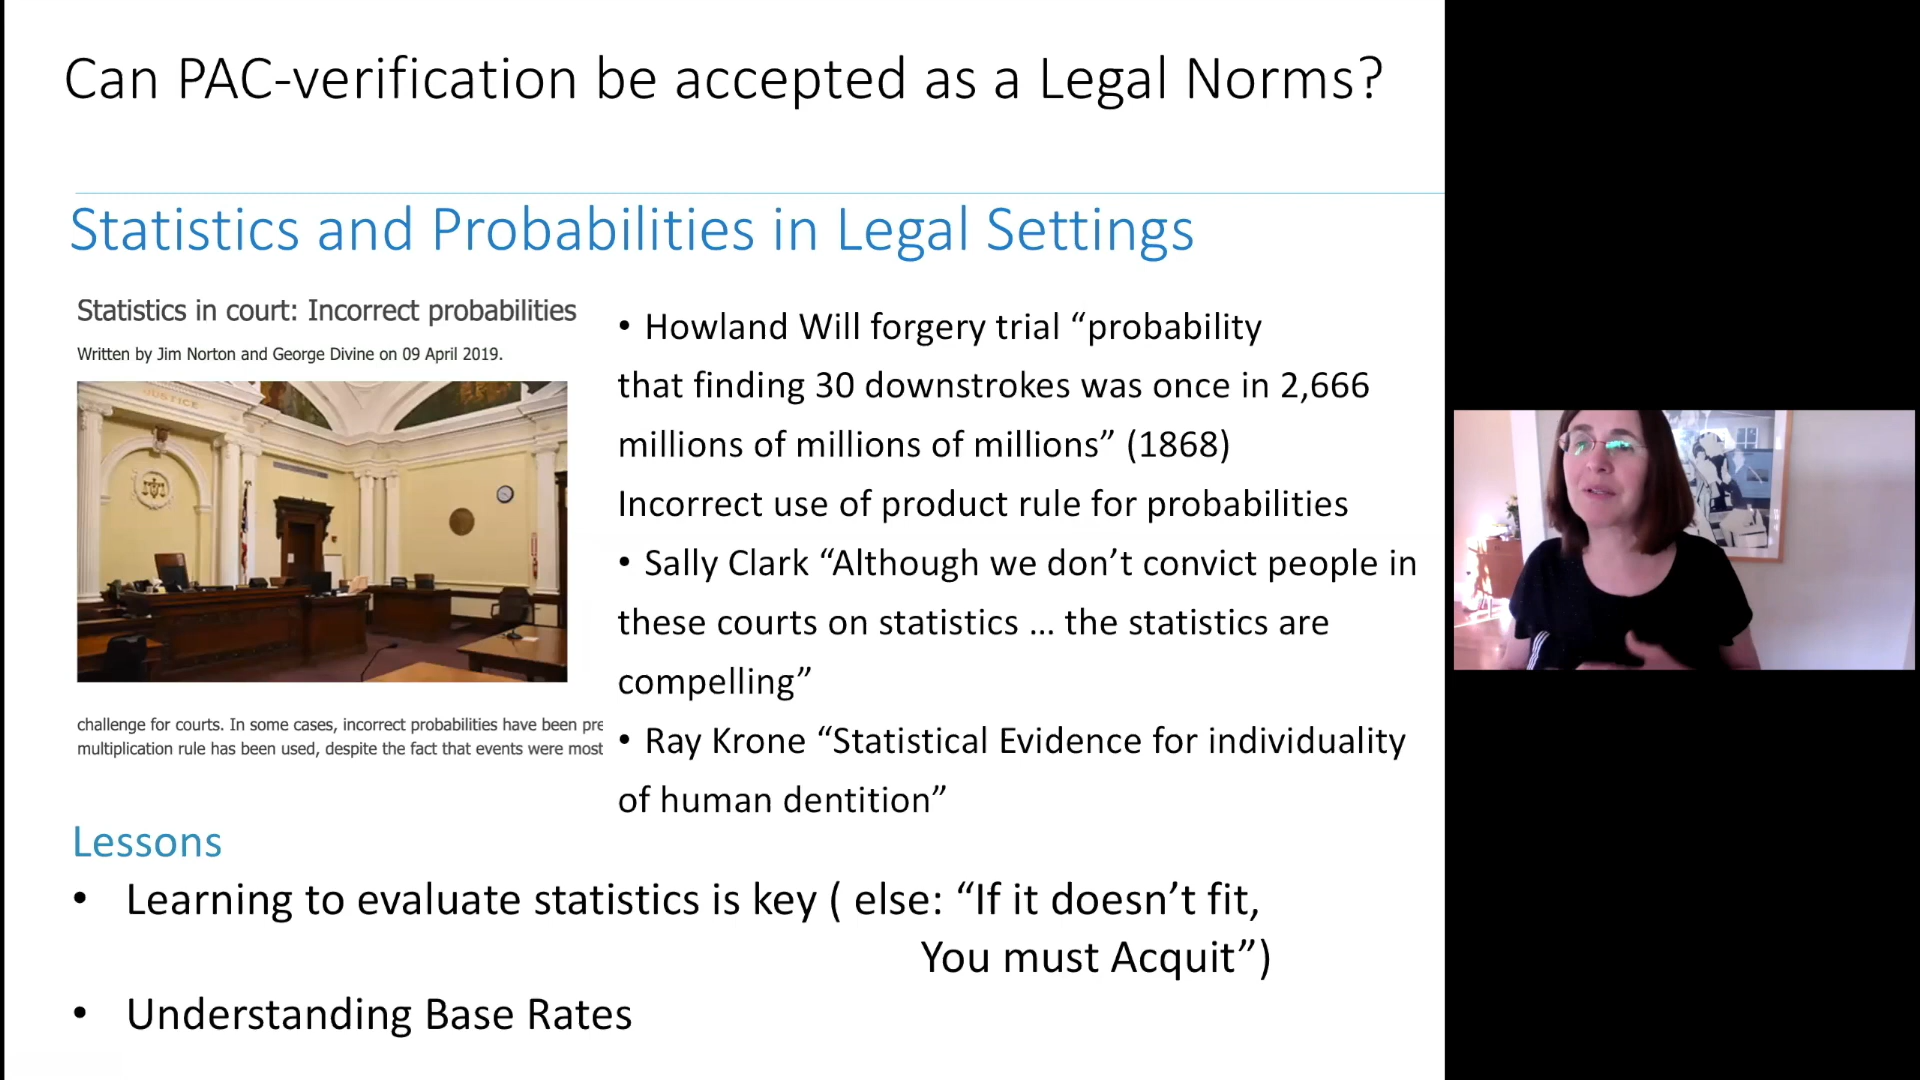 Can PAC-verification be accepted as a Legal Norms?
Statistics and Probabilities in Legal Settings
Statistics in court: Incorrect probabilities
Written by Jim Norton and George Divine on 09 April 2019.
JUSTICE
challenge for courts. In some cases, incorrect probabilities have been pre
multiplication rule has been used, despite the fact that events were most
• Howland Will forgery trial “probability
that finding 30 downstrokes was once in 2,666
millions of millions of millions” (1868)
Incorrect use of product rule for probabilities
• Sally Clark “Although we don’t convict people in
these courts on statistics … the statistics are
compelling”
• Ray Krone “Statistical Evidence for individuality
of human dentition”
Lessons
• Learning to evaluate statistics is key ( else: “If it doesn’t fit,
You must Acquit”)
• Understanding Base Rates